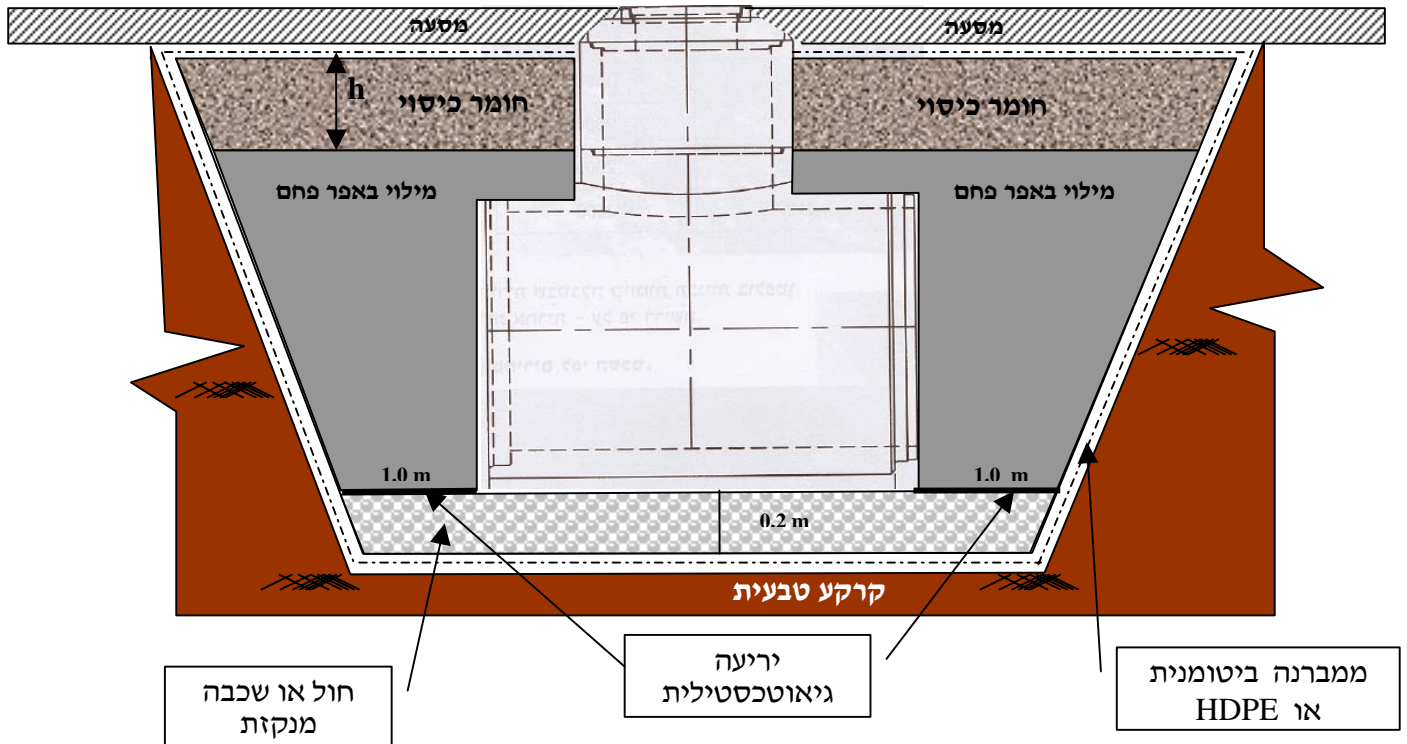 מסעה
מסעה
h
חומר כיסוי
חומר כיסוי
מילוי באפר פחם
מילוי באפר פחם
1.0 m
1.0 m
0.2 m
קרקע טבעית
יריעה
גיאוטכסטילית
ממברנה ביטומנית
או HDPE
חול או שכבה
מנקזת